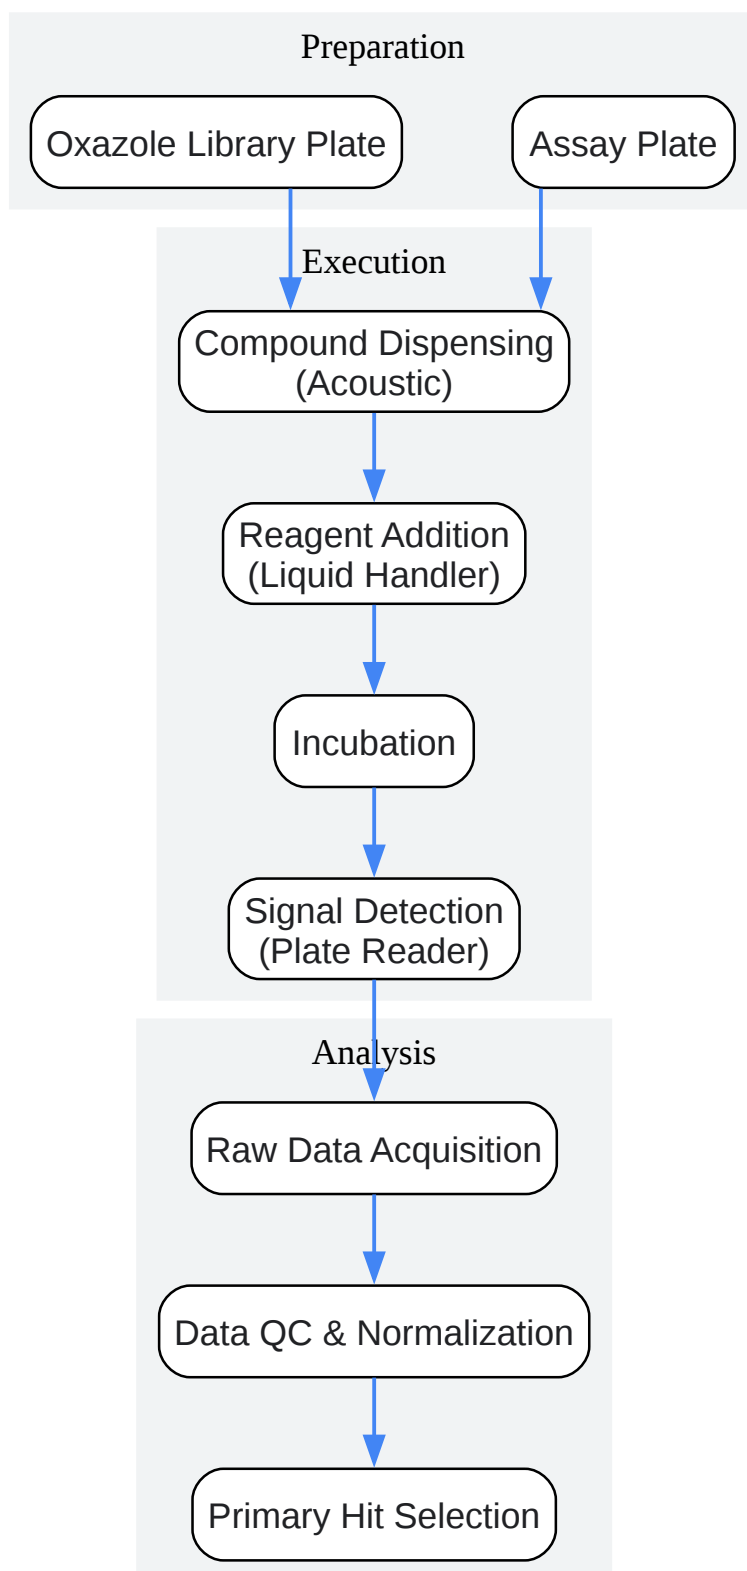 Preparation
Oxazole Library Plate
Assay Plate
Execution
Compound Dispensing
(Acoustic)
Reagent Addition
(Liquid Handler)
Incubation
Signal Detection
(Plate Reader)
Analysis
Raw Data Acquisition
Data QC & Normalization
Primary Hit Selection